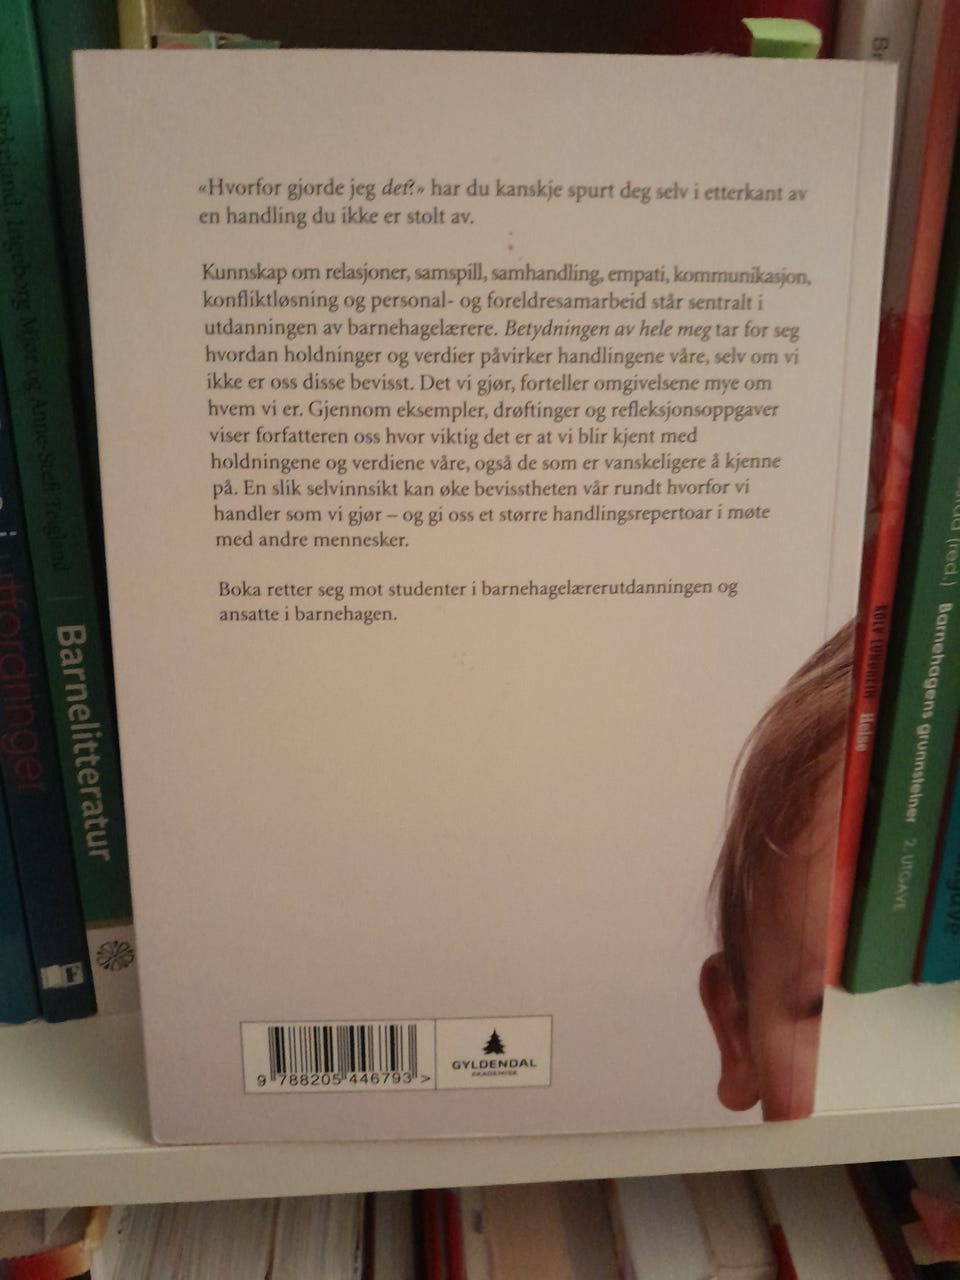 «Hvorfor gjorde jeg det?» har du kanskje spurt deg selv i etterkant av
en handling du ikke er stolt av.
Kunnskap om relasjoner, samspill, samhandling, empati, kommunikasjon,
konfliktløsning og personal- og foreldresamarbeid står sentralt i
utdanningen av barnehagelærere. Betydningen av hele meg tar for seg
hvordan holdninger og verdier påvirker handlingene våre, selv om vi
ikke er oss disse bevisst. Det vi gjør, forteller omgivelsene mye om
hvem vi er. Gjennom eksempler, drøftinger og refleksjonsoppgaver
viser forfatteren oss hvor viktig det er at vi blir kjent med
holdningene og verdiene våre, også de som er vanskeligere å kjenne
på. En slik selvinnsikt kan øke bevisstheten vår rundt hvorfor vi
handler som vi gjør – og gi oss et større handlingsrepertoar i møte
med andre mennesker.
Boka retter seg mot studenter i barnehagelærerutdanningen og
ansatte i barnehagen.
9 788205 446793 >
GYLDENDAL
AKADEMISK
utfordringer
Barnelitteratur
Helse
(red.) Barnehagens grunnsteiner 2. UTGAVE